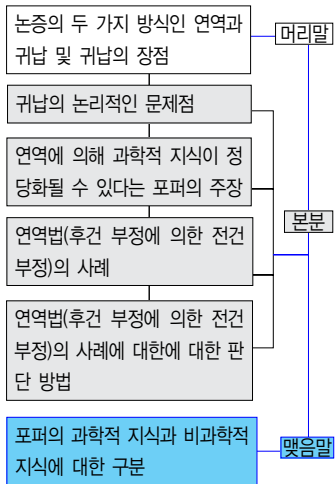 논증의 두 가지 방식인 연역과
귀납 및 귀납의 장점
머리말
귀납의 논리적인 문제점
연역에 의해 과학적 지식이 정
당화될 수 있다는 포퍼의 주장
연역법(후건 부정에 의한 전건
부정)의 사례
본분
연역법(후건 부정에 의한 전건
부정)의 사례에 대한에 대한 판
단 방법
포퍼의 과학적 지식과 비과학적
지식에 대한 구분
맺음말